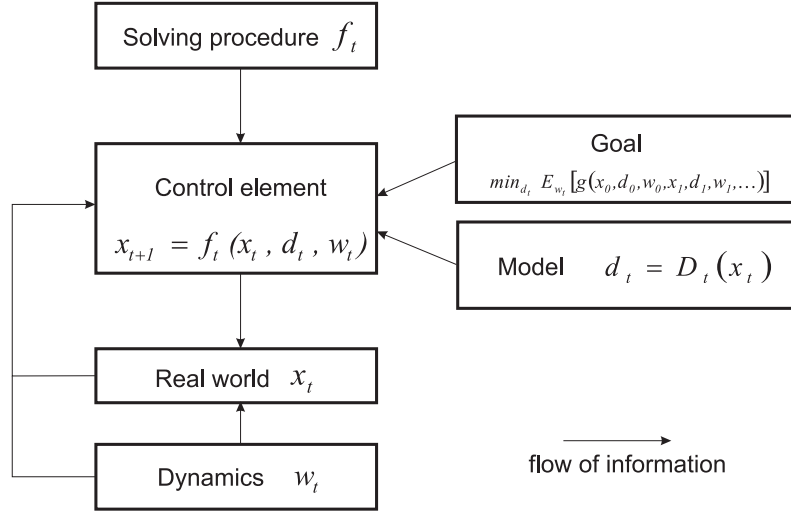 Solving procedure f_t
Control element
x_{t+1} = f_t (x_t , d_t , w_t)
Goal
min_{d_t} E_{w_t} [g(x_0,d_0,w_0,x_1,d_1,w_1,...)]
Model d_t = D_t (x_t)
Real world x_t
Dynamics w_t
flow of information